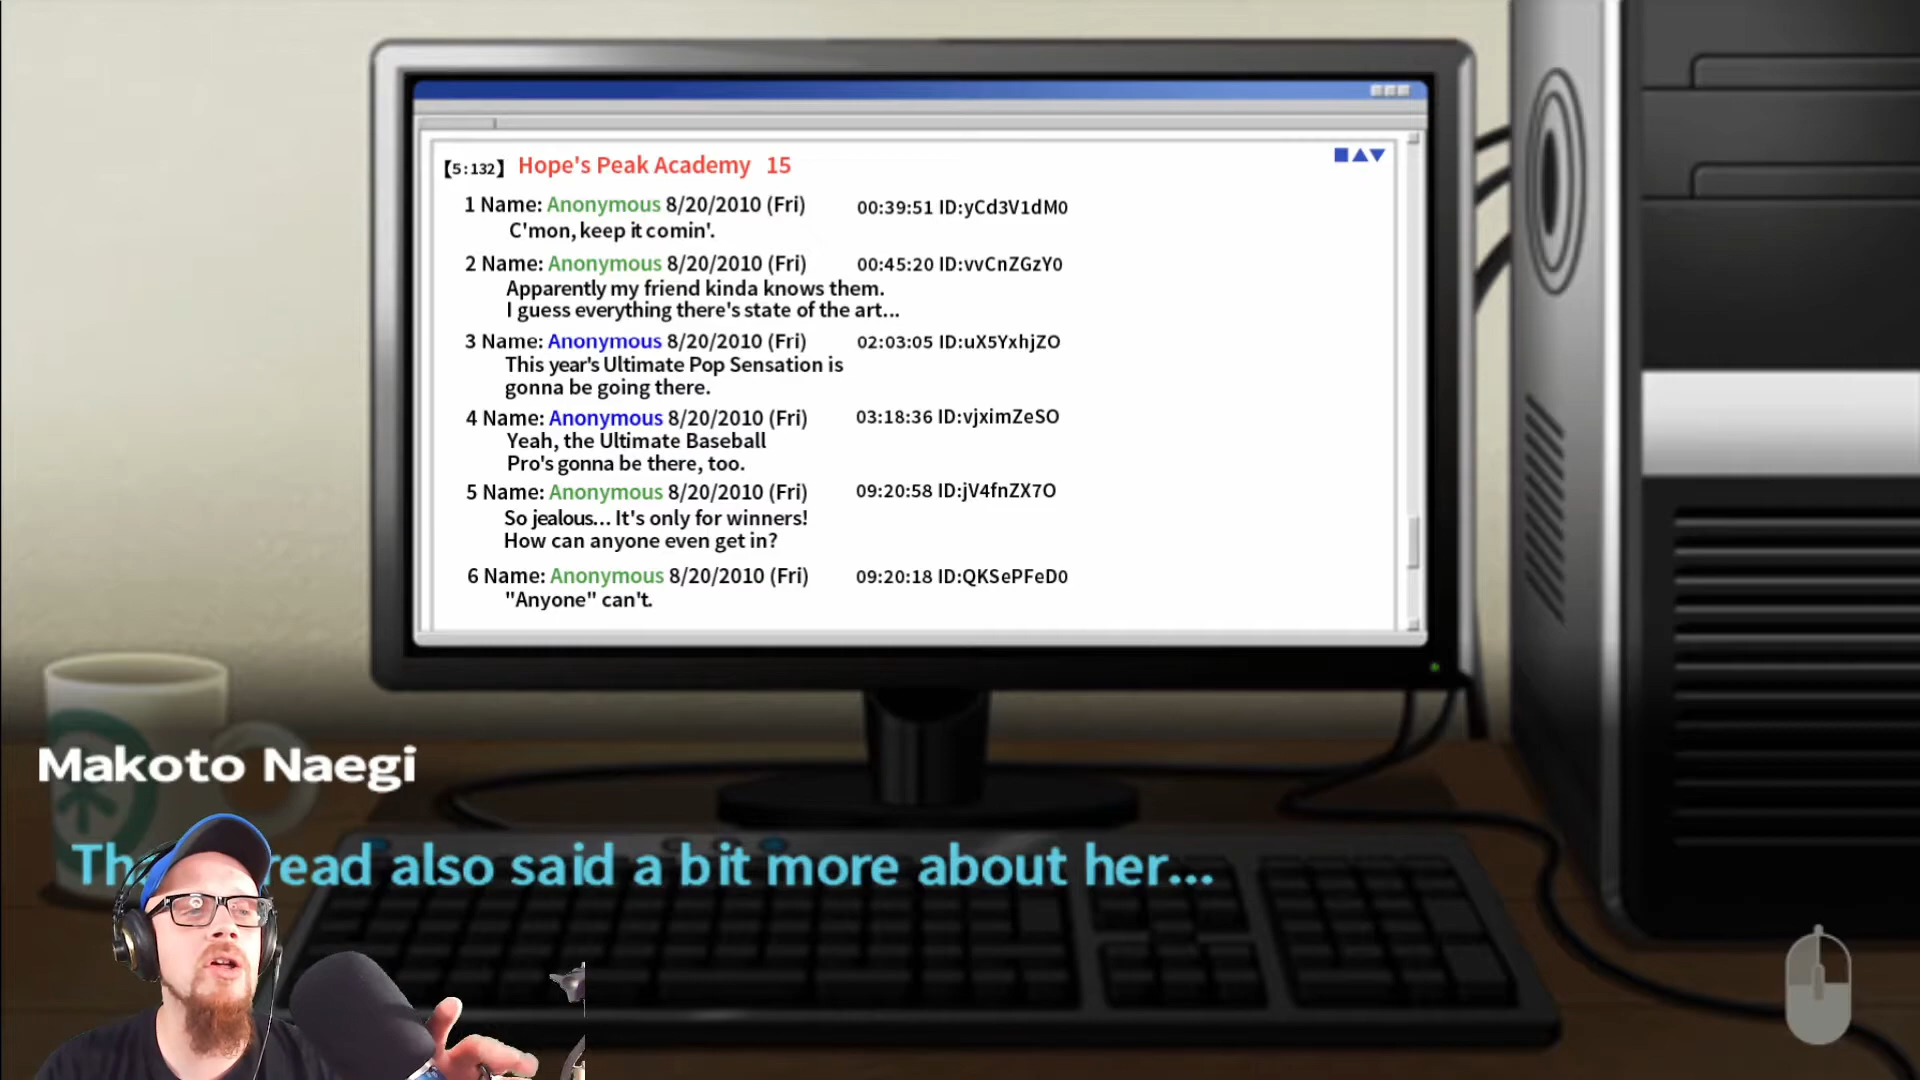 【5:132】 Hope's Peak Academy 15
1 Name: Anonymous 8/20/2010 (Fri) 00:39:51 ID:yCd3V1dM0
C'mon, keep it comin'.
2 Name: Anonymous 8/20/2010 (Fri) 00:45:20 ID:vvCnZGzY0
Apparently my friend kinda knows them.
I guess everything there's state of the art...
3 Name: Anonymous 8/20/2010 (Fri) 02:03:05 ID:uX5YxhjZO
This year's Ultimate Pop Sensation is
gonna be going there.
4 Name: Anonymous 8/20/2010 (Fri) 03:18:36 ID:vjximZeSO
Yeah, the Ultimate Baseball
Pro's gonna be there, too.
5 Name: Anonymous 8/20/2010 (Fri) 09:20:58 ID:jV4fnZX7O
So jealous... It's only for winners!
How can anyone even get in?
6 Name: Anonymous 8/20/2010 (Fri) 09:20:18 ID:QKSePFeD0
"Anyone" can't.
Makoto Naegi
also said a bit more about her...